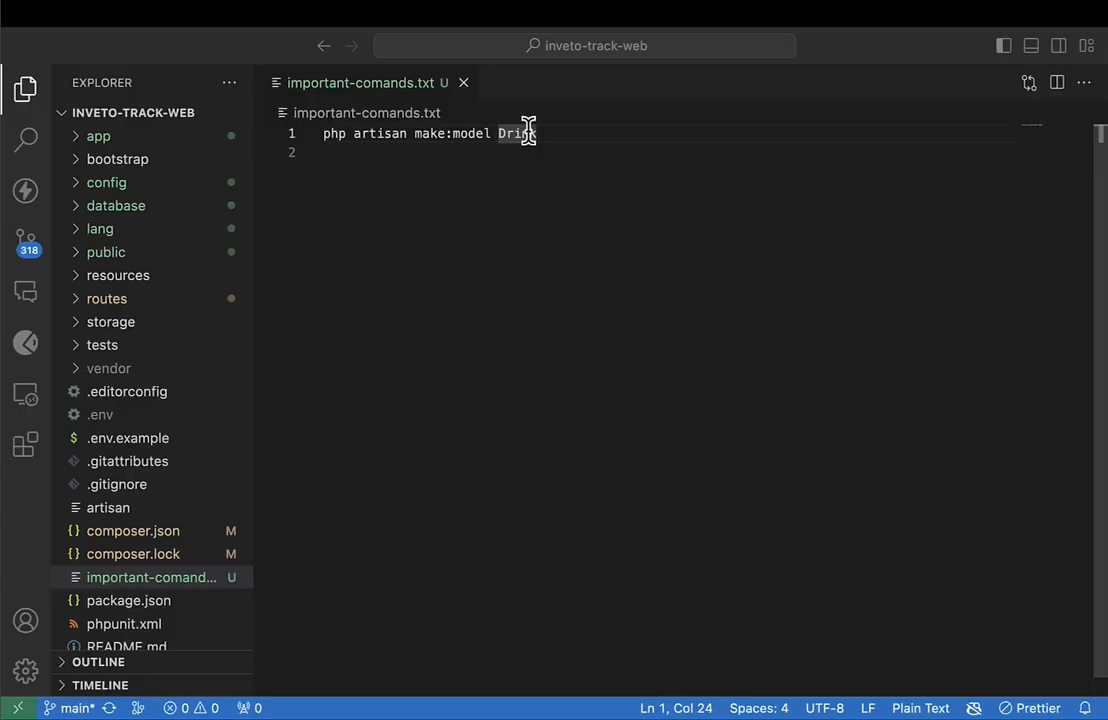 inveto-track-web
EXPLORER
INVETO-TRACK-WEB
app
bootstrap
config
database
lang
public
resources
routes
storage
tests
vendor
.editorconfig
.env
$ .env.example
.gitattributes
.gitignore
artisan
{} composer.json M
{} composer.lock M
important-comand... U
{} package.json
phpunit.xml
README.md
OUTLINE
TIMELINE
318
important-comands.txt U
important-comands.txt
1 php artisan make:model Drink
2
main* 0 0 0 Ln 1, Col 24 Spaces: 4 UTF-8 LF Plain Text Prettier